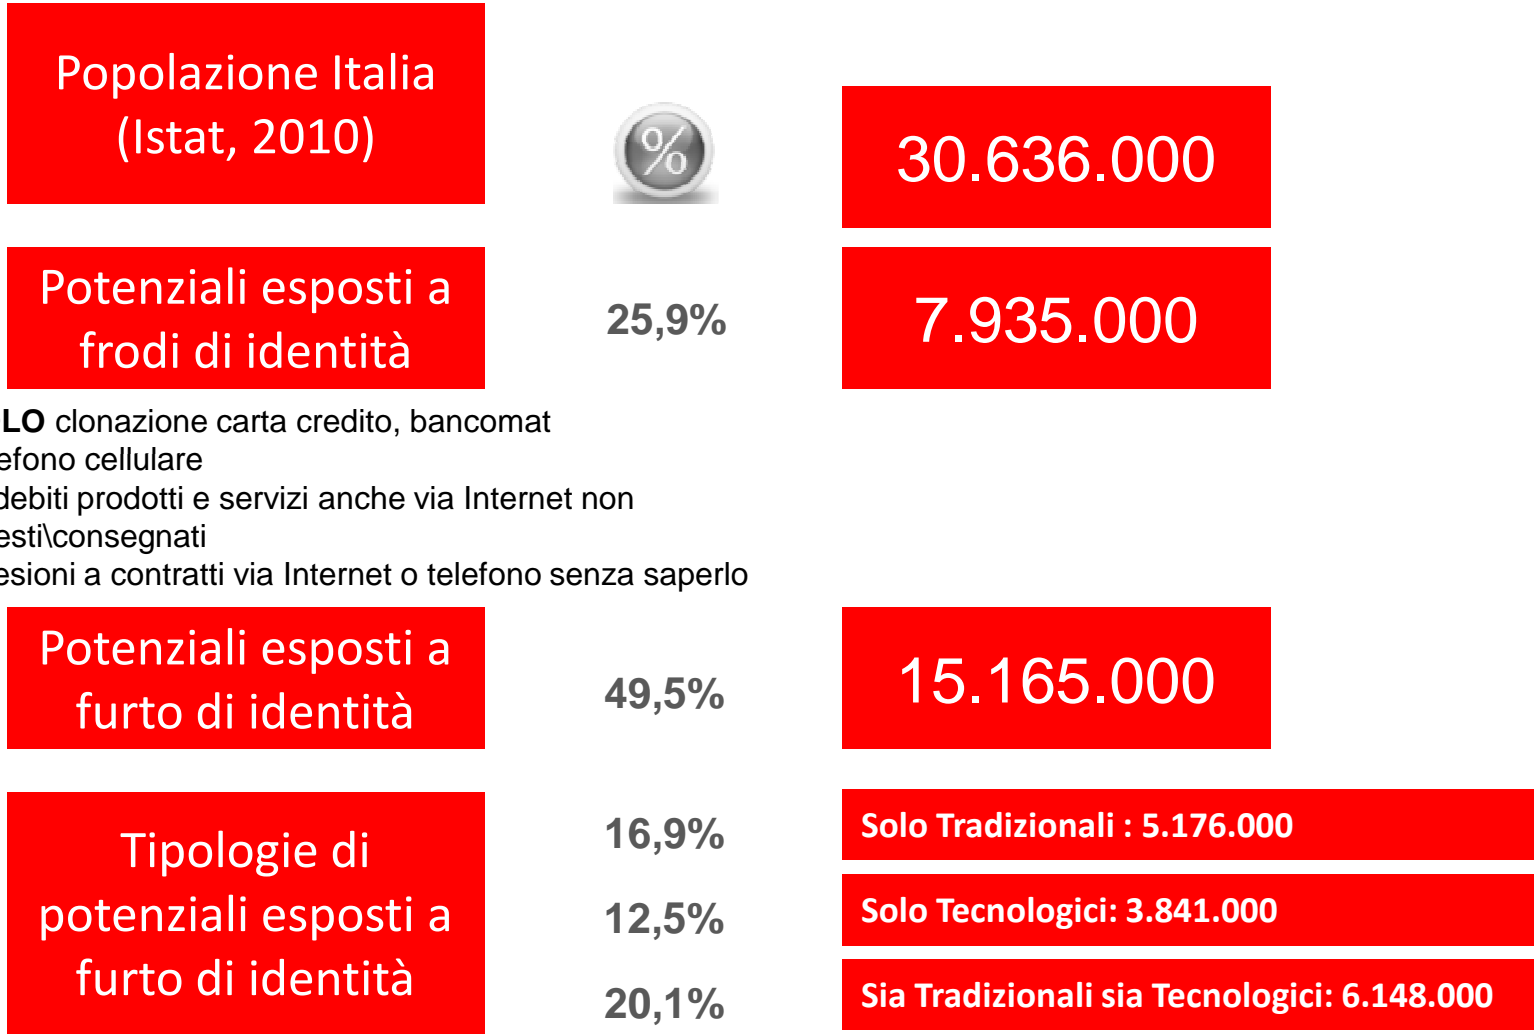 Popolazione Italia
(Istat, 2010)
%
30.636.000
Potenziali esposti a
frodi di identità
25,9%
7.935.000
LO clonazione carta credito, bancomat
efono cellulare
debiti prodotti e servizi anche via Internet non
esti\consegnati
esioni a contratti via Internet o telefono senza saperlo
Potenziali esposti a
furto di identità
49,5%
15.165.000
Tipologie di
potenziali esposti a
furto di identità
16,9%
Solo Tradizionali : 5.176.000
12,5%
Solo Tecnologici: 3.841.000
20,1%
Sia Tradizionali sia Tecnologici: 6.148.000